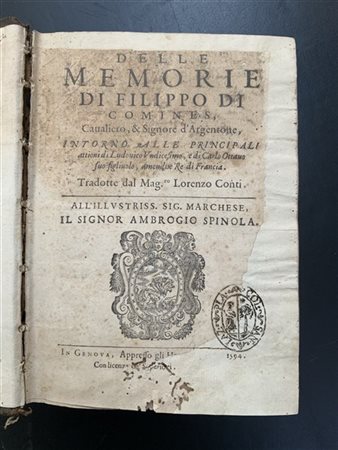 DELLE
MEMORIE
DI FILIPPO DI
COMINES,
Caualiero, & Signore d'Argentone,
INTORNO ALLE PRINCIPALI
attioni di Lodouico Vndicesimo, e di Carlo Ottauo
suo figliuolo, amendue Re di Francia.
Tradotte dal Mag.co Lorenzo Conti.
ALL'ILLVSTRISS. SIG. MARCHESE,
IL SIGNOR AMBROGIO SPINOLA.
IN GENOVA, Appresso gli 1594.
Con licenza